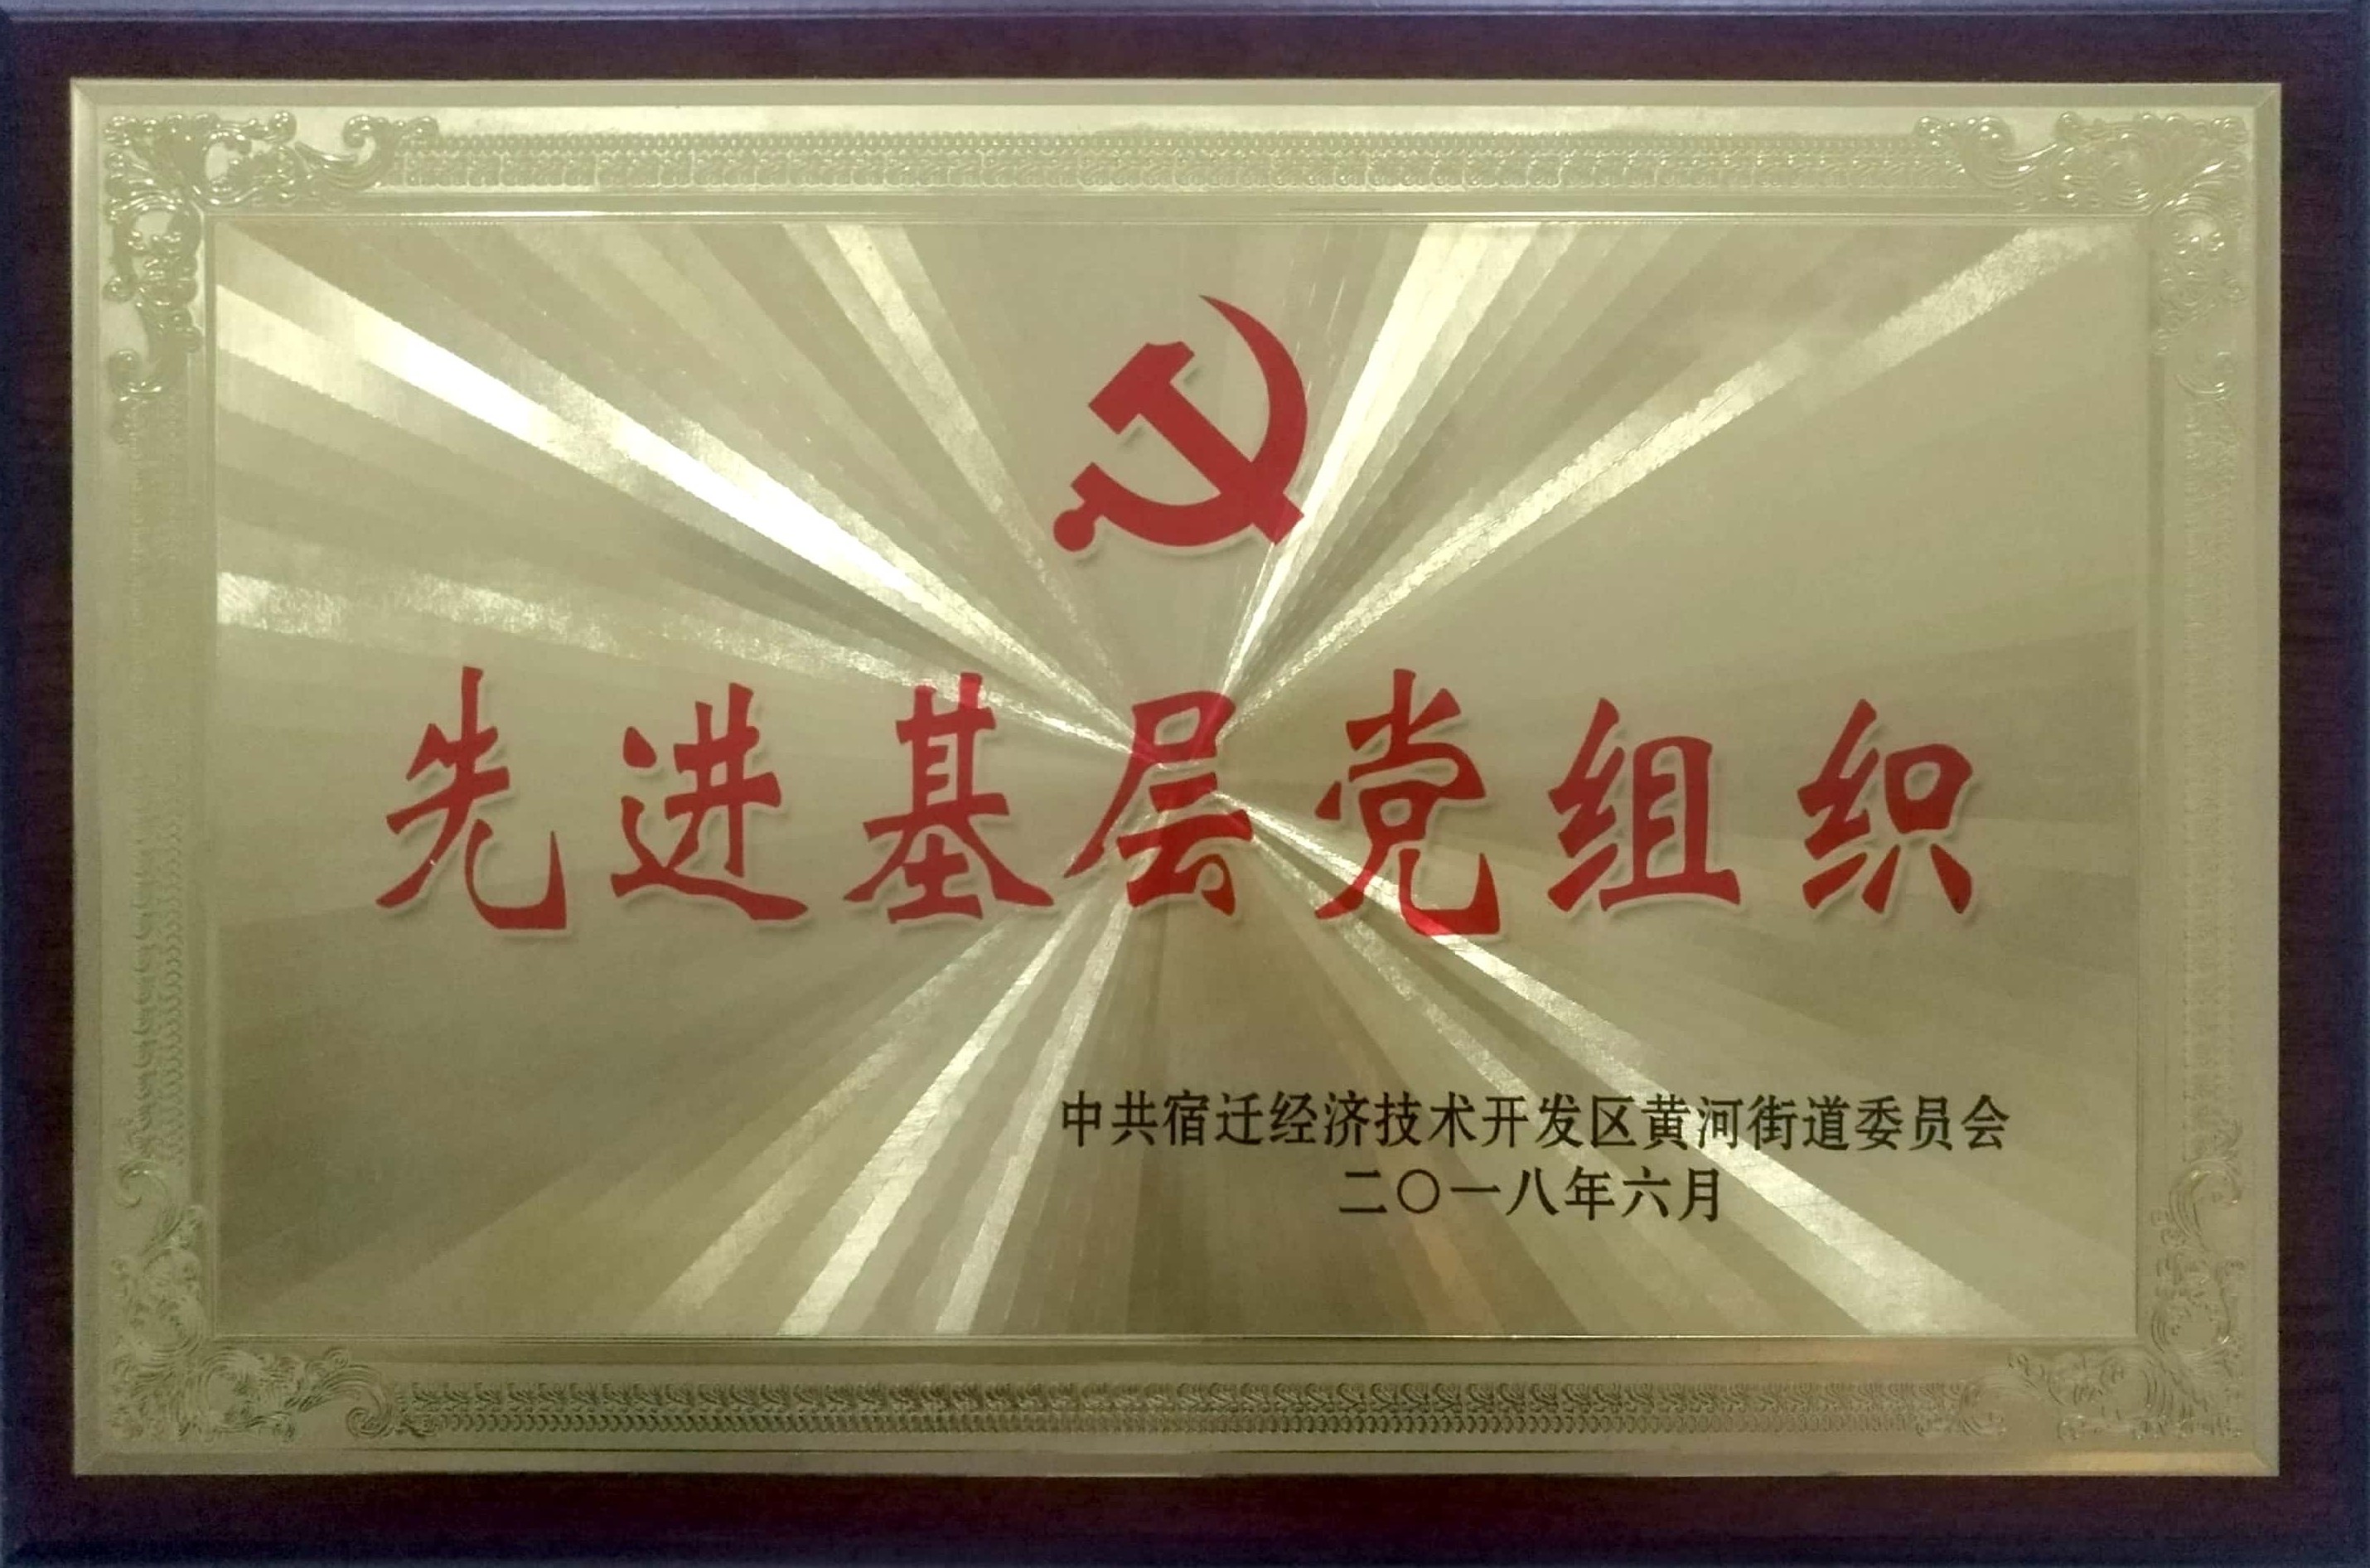 先进基层党组织
中共宿迁经济技术开发区黄河街道委员会
二〇一八年六月